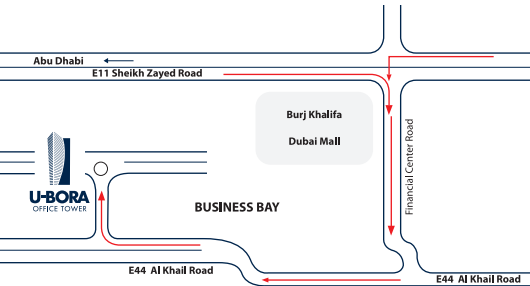 Abu Dhabi
E11 Sheikh Zayed Road
Burj Khalifa
Dubai Mall
Financial Center Road
U-BORA
OFFICE TOWER
BUSINESS BAY
E44 Al Khail Road
E44 Al Khail Road